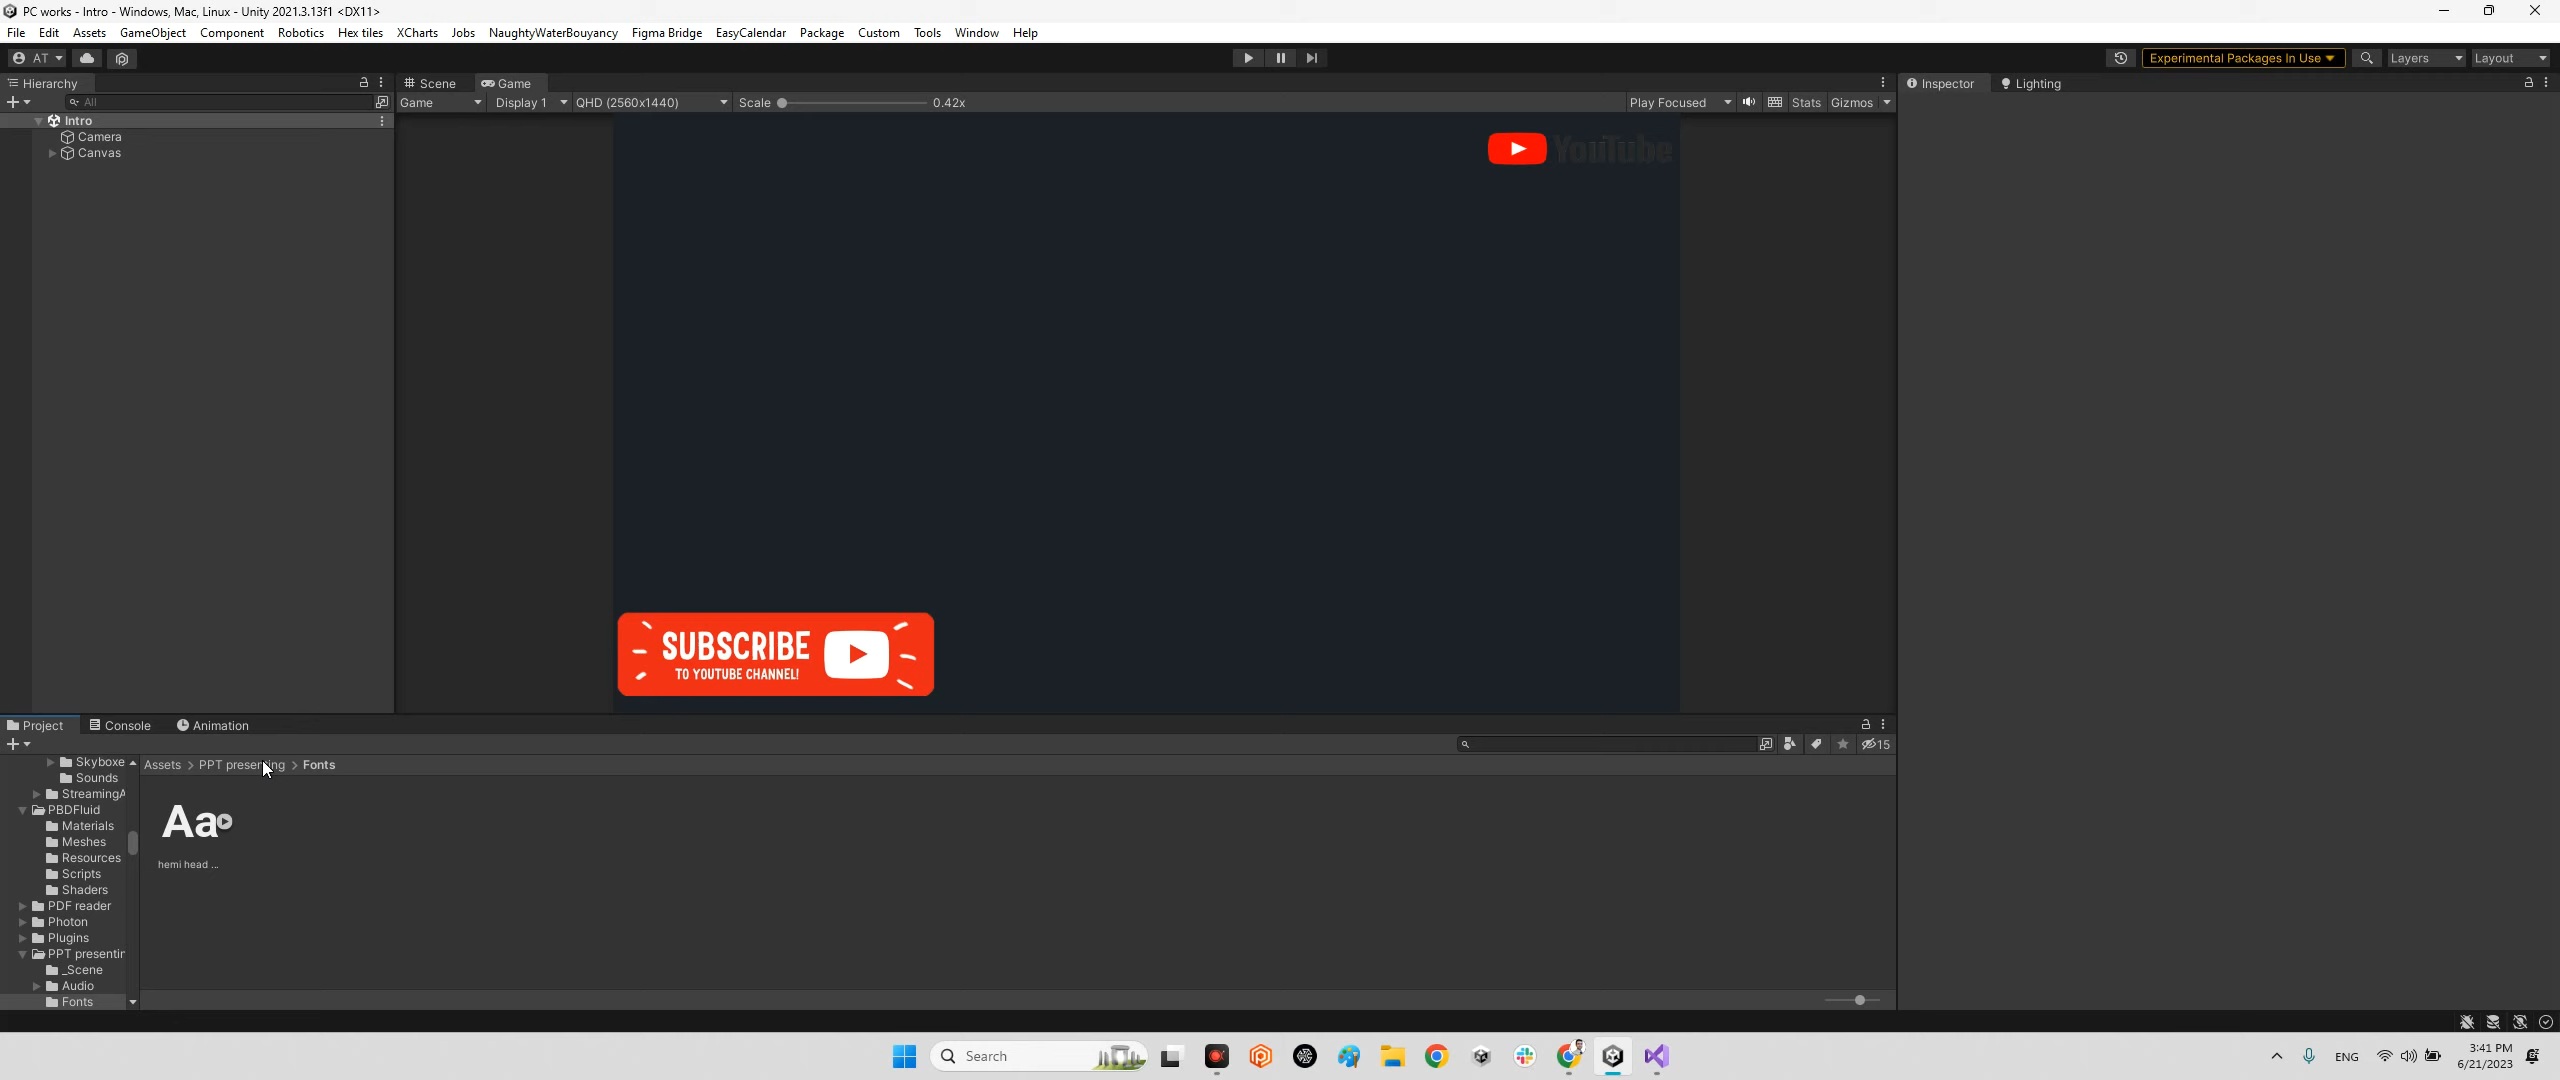 PC works - Intro - Windows, Mac, Linux - Unity 2021.3.13f1 <DX11>
File Edit Assets GameObject Component Robotics Hex tiles XCharts Jobs NaughtyWaterBouyancy Figma Bridge EasyCalendar Package Custom Tools Window Help
AT Experimental Packages In Use Layers Layout
Hierarchy Scene Game Inspector Lighting
All Game Display 1 QHD (2560x1440) Scale 0.42x Play Focused Stats Gizmos
Intro
Camera
Canvas
YouTube
SUBSCRIBE
TO YOUTUBE CHANNEL!
Project Console Animation
15
Skyboxe
Sounds
StreamingA
PBDFluid
Materials
Meshes
Resources
Scripts
Shaders
PDF reader
Photon
Plugins
PPT presentin
_Scene
Audio
Fonts
Assets > PPT presenting > Fonts
Aa
hemi head ...
Search
ENG
3:41 PM
6/21/2023